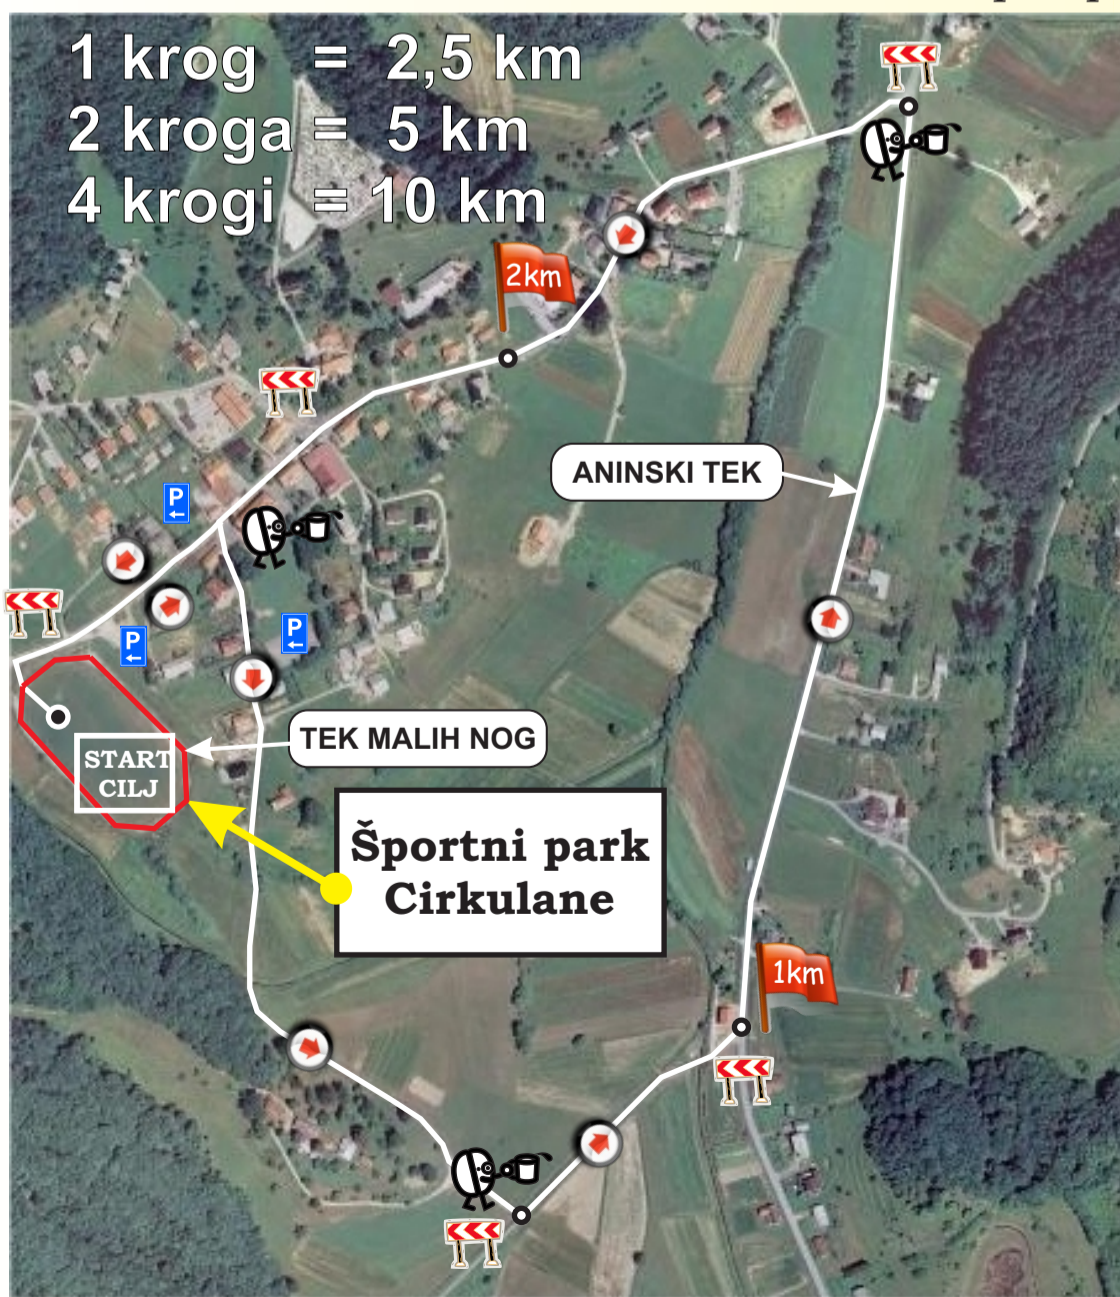 1 krog = 2,5 km
2 kroga = 5 km
4 krogi = 10 km
2km
ANINSKI TEK
P
P
P
TEK MALIH NOG
START
CILJ
Športni park
Cirkulane
1km